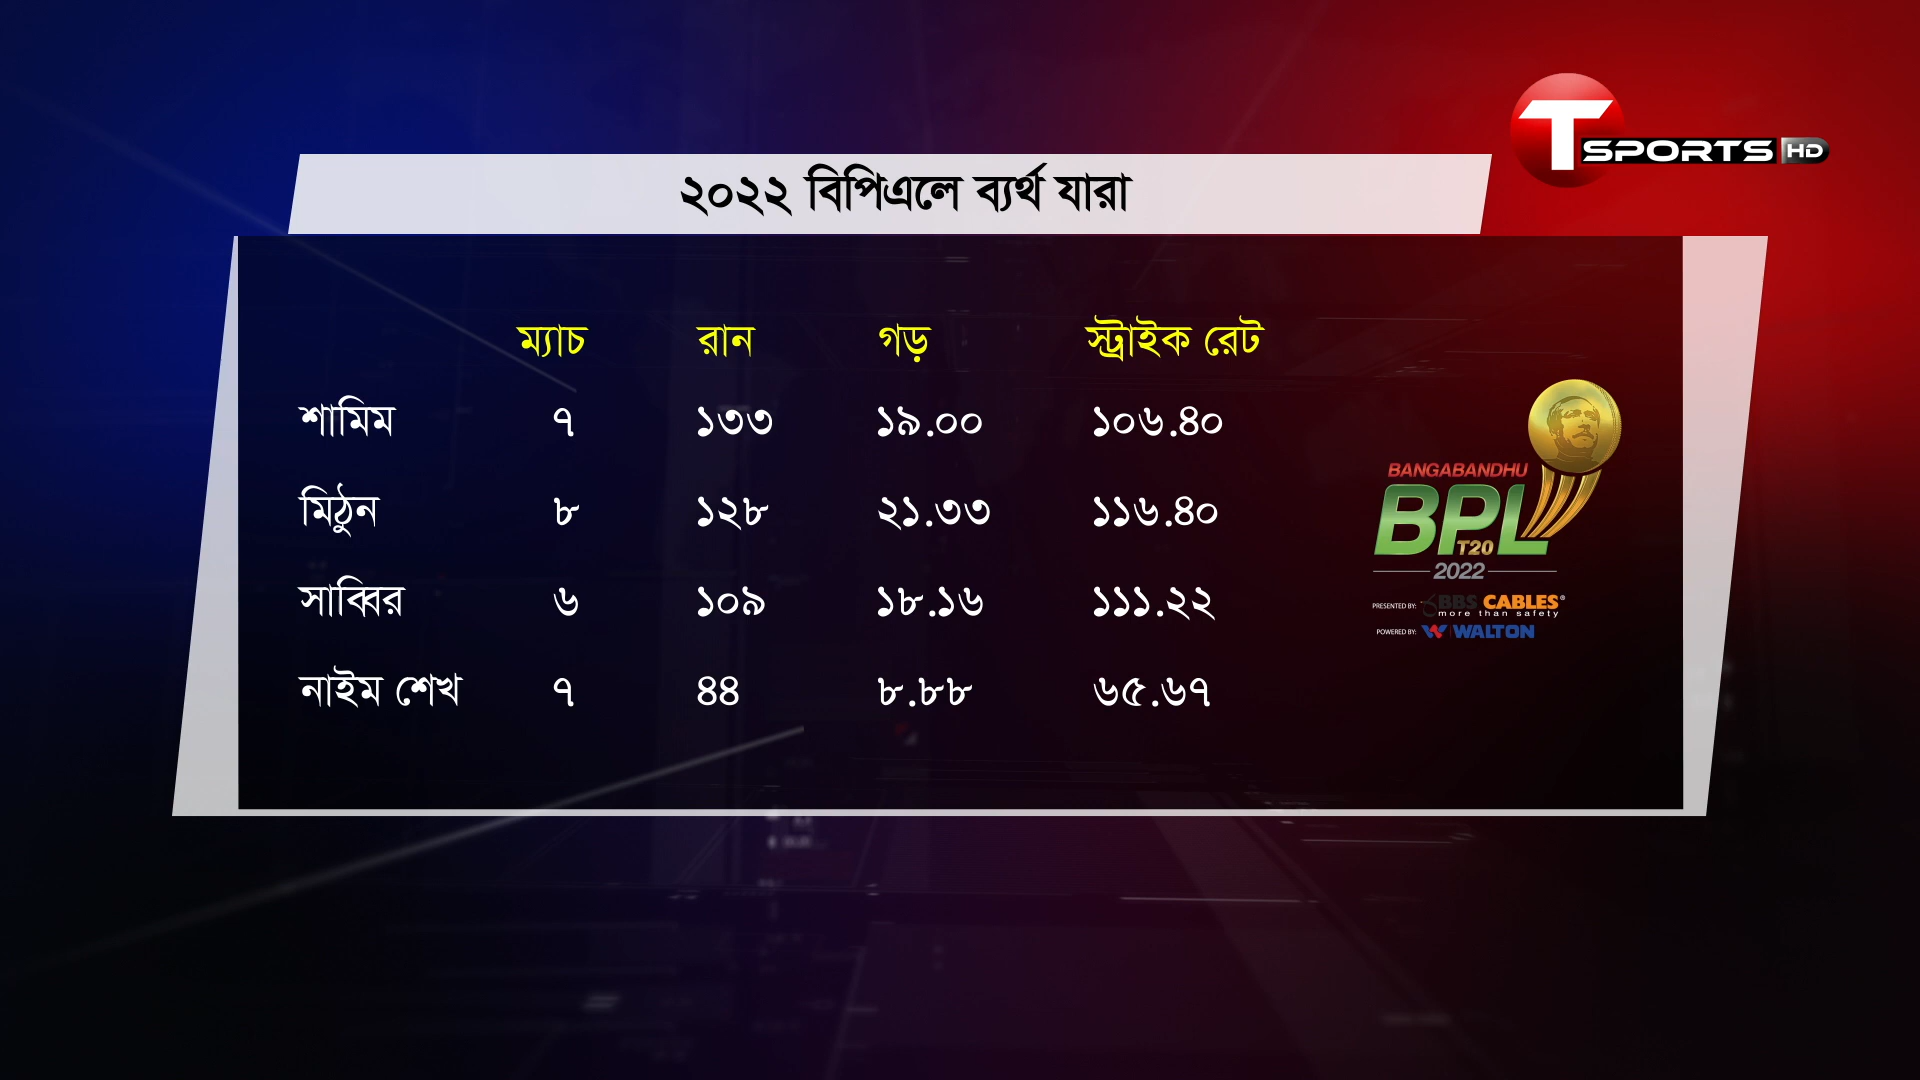 T SPORTS HD
২০২২ বিপিএলে ব্যর্থ যারা
ম্যাচ রান গড় স্ট্রাইক রেট
শামিম ৭ ১৩৩ ১৯.০০ ১০৬.৪০
মিঠুন ৮ ১২৮ ২১.৩৩ ১১৬.৪০
সাব্বির ৬ ১০৯ ১৮.১৬ ১১১.২২
নাইম শেখ ৭ ৪৪ ৮.৮৮ ৬৫.৬৭
BANGABANDHU
BPL
T20
2022
PRESENTED BY: BBS CABLES®
more than safety
POWERED BY: WALTON